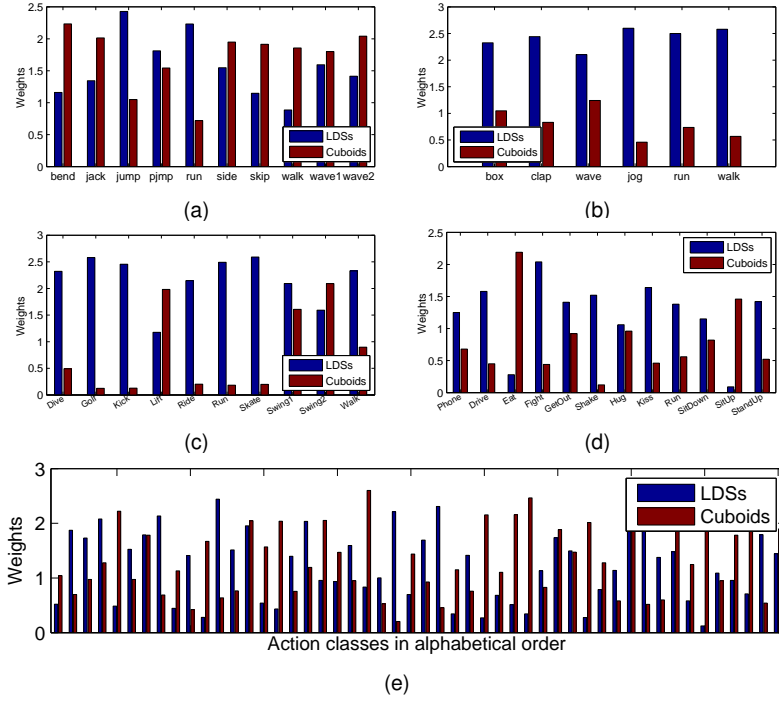 2.5
2
1.5
1
0.5
0
Weights
LDSs
Cuboids
bend jack jump pjmp run side skip walk wave1 wave2
(a)
3
2.5
2
1.5
1
0.5
0
Weights
LDSs
Cuboids
box clap wave jog run walk
(b)
3
2.5
2
1.5
1
0.5
0
Weights
LDSs
Cuboids
Dive Golf Kick Lift Ride Run Skate Swing1 Swing2 Walk
(c)
2.5
2
1.5
1
0.5
0
Weights
LDSs
Cuboids
Phone Drive Eat Fight GetOut Shake Hug Kiss Run SitDown SitUp StandUp
(d)
3
2
1
0
Weights
LDSs
Cuboids
Action classes in alphabetical order
(e)